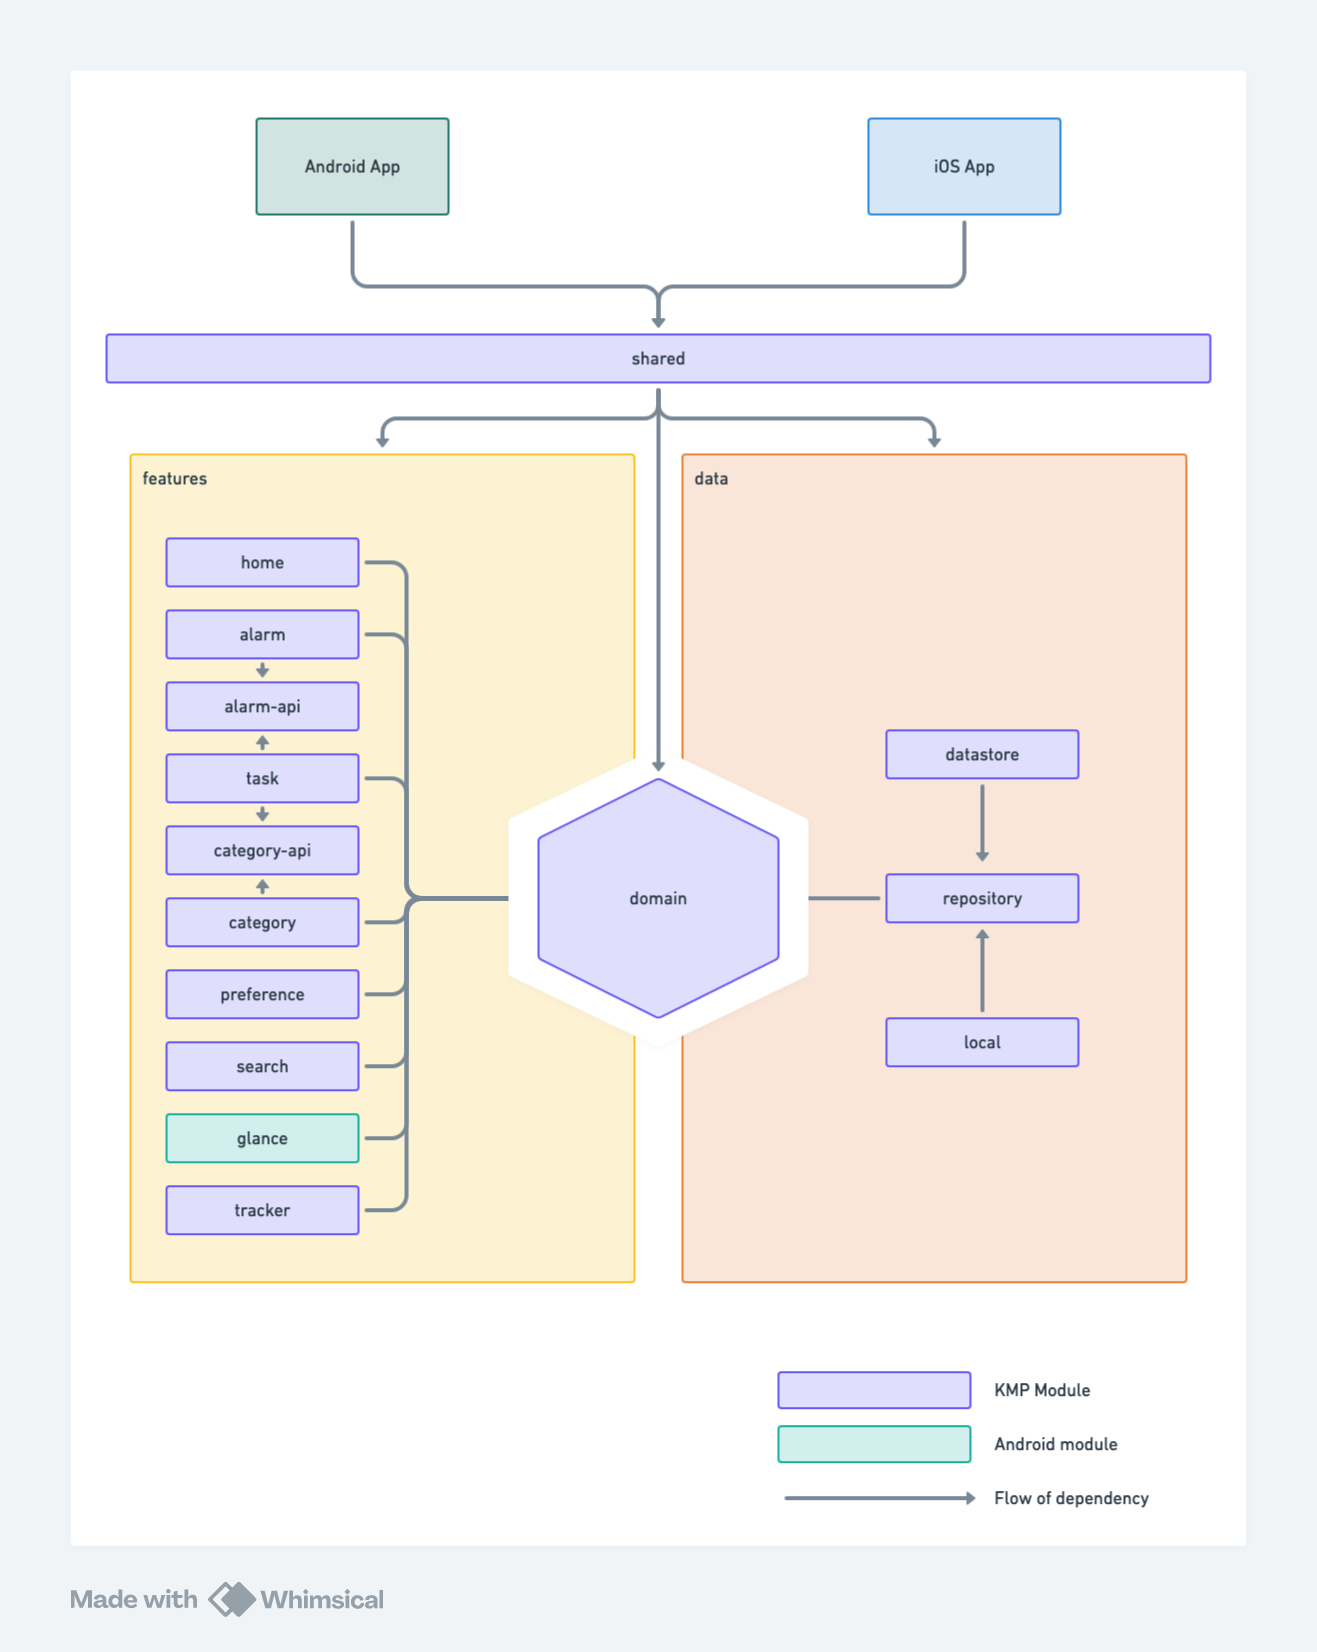 Android App
iOS App
shared
features
data
home
alarm
alarm-api
task
category-api
category
preference
search
glance
tracker
domain
datastore
repository
local
KMP Module
Android module
Flow of dependency
Made with Whimsical